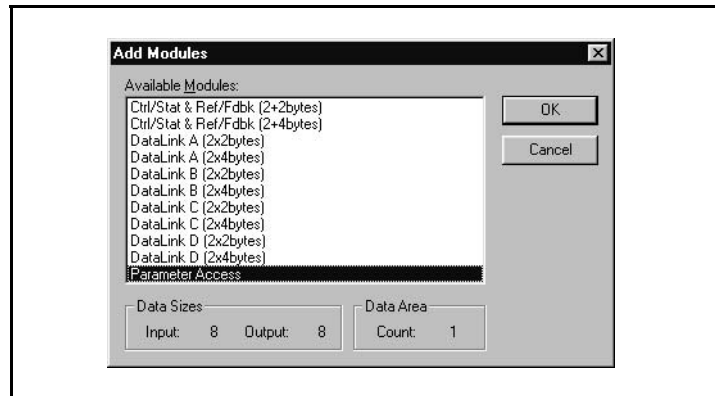 Add Modules
Available Modules:
Ctrl/Stat & Ref/Fdbk (2+2bytes)
Ctrl/Stat & Ref/Fdbk (2+4bytes)
DataLink A (2x2bytes)
DataLink A (2x4bytes)
DataLink B (2x2bytes)
DataLink B (2x4bytes)
DataLink C (2x2bytes)
DataLink C (2x4bytes)
DataLink D (2x2bytes)
DataLink D (2x4bytes)
Parameter Access
OK
Cancel
Data Sizes
Input: 8 Output: 8
Data Area
Count: 1